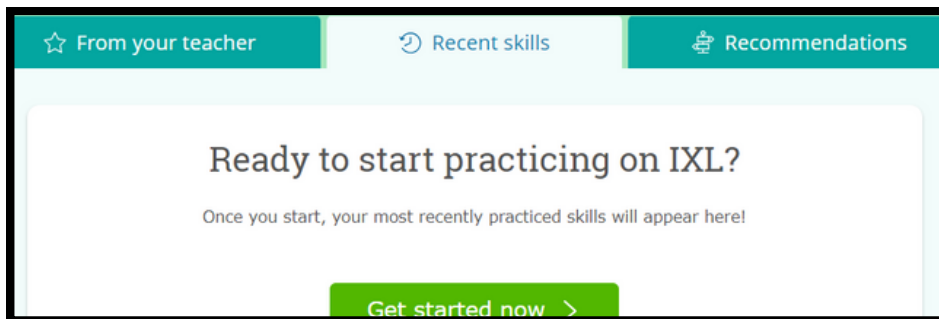 From your teacher Recent skills Recommendations
Ready to start practicing on IXL?
Once you start, your most recently practiced skills will appear here!
Get started now